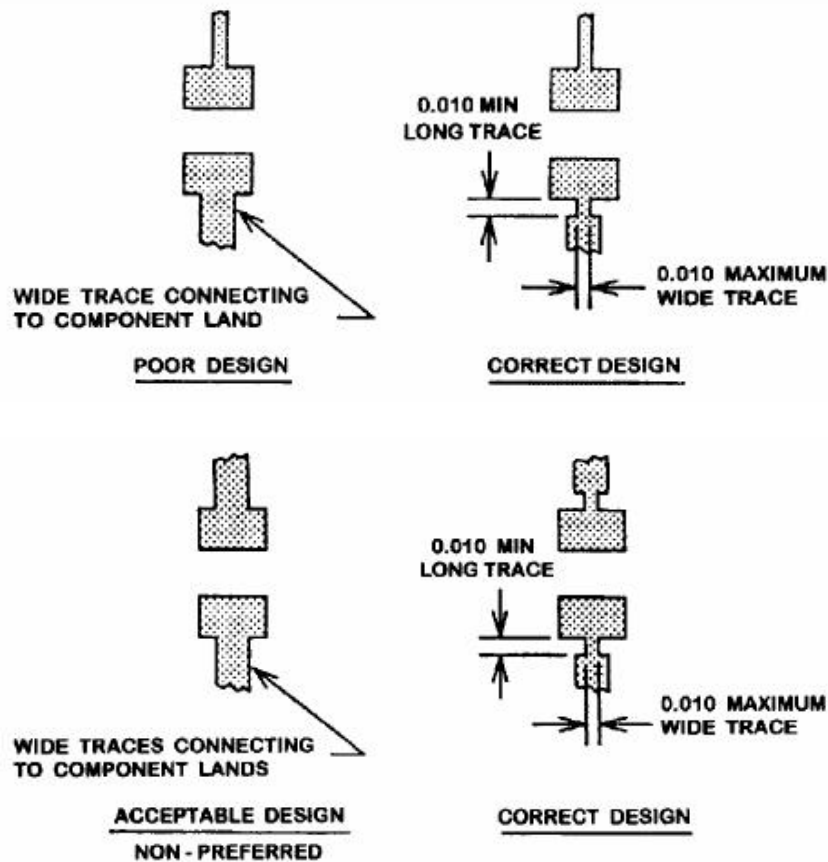 0.010 MIN
LONG TRACE
WIDE TRACE CONNECTING
TO COMPONENT LAND
0.010 MAXIMUM
WIDE TRACE
POOR DESIGN
CORRECT DESIGN
0.010 MIN
LONG TRACE
WIDE TRACES CONNECTING
TO COMPONENT LANDS
0.010 MAXIMUM
WIDE TRACE
ACCEPTABLE DESIGN
NON - PREFERRED
CORRECT DESIGN